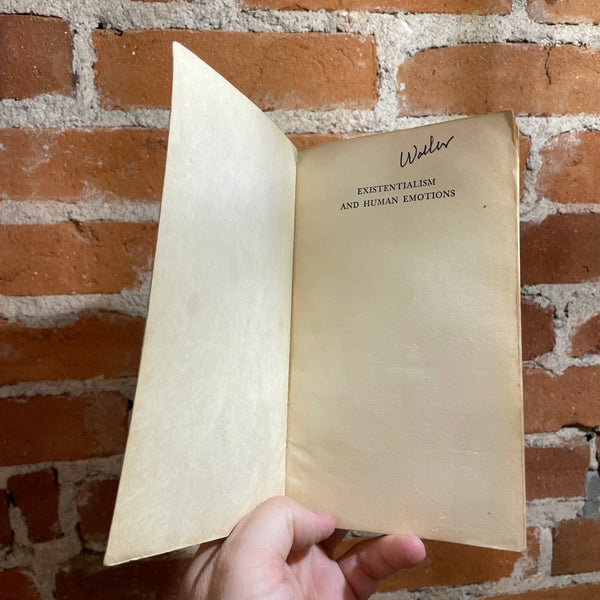 Waller
EXISTENTIALISM
AND HUMAN EMOTIONS